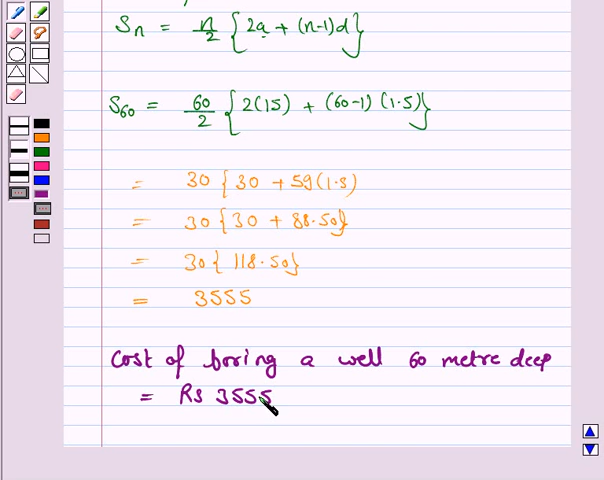 Sn = n/2 {2a + (n-1)d}
S60 = 60/2 {2(15) + (60-1) (1.5)}
= 30 {30 + 59(1.5)
= 30 {30 + 88.50}
= 30{118.50}
= 3555
Cost of boring a well 60 metre deep
= Rs 3555